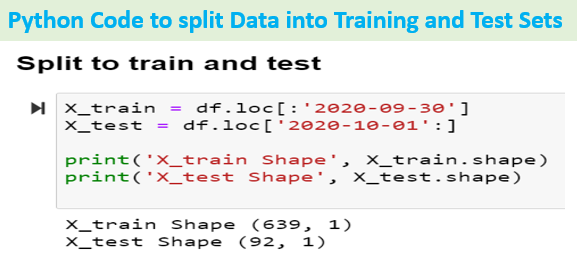 Python Code to split Data into Training and Test Sets
Split to train and test
X_train = df.loc[:'2020-09-30']
X_test = df.loc['2020-10-01':]
print('X_train Shape', X_train.shape)
print('X_test Shape', X_test.shape)
X_train Shape (639, 1)
X_test Shape (92, 1)